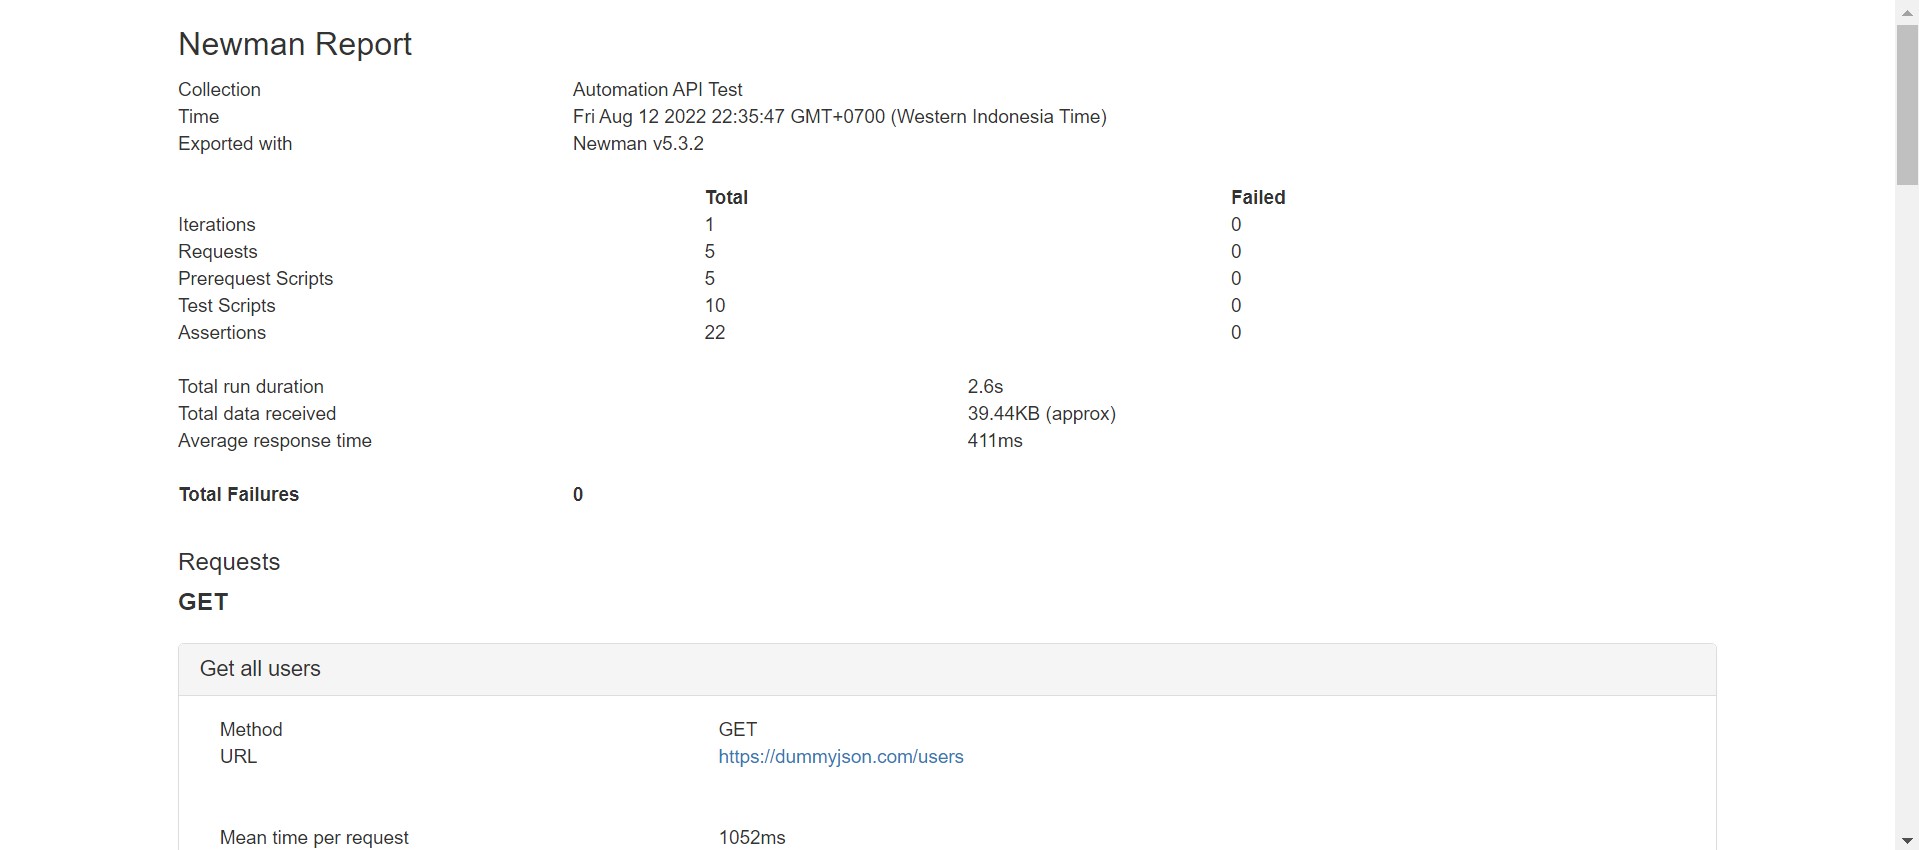 Newman Report
Collection Automation API Test
Time Fri Aug 12 2022 22:35:47 GMT+0700 (Western Indonesia Time)
Exported with Newman v5.3.2
Total Failed
Iterations 1 0
Requests 5 0
Prerequest Scripts 5 0
Test Scripts 10 0
Assertions 22 0
Total run duration 2.6s
Total data received 39.44KB (approx)
Average response time 411ms
Total Failures 0
Requests
GET
Get all users
Method GET
URL https://dummyjson.com/users
Mean time per request 1052ms